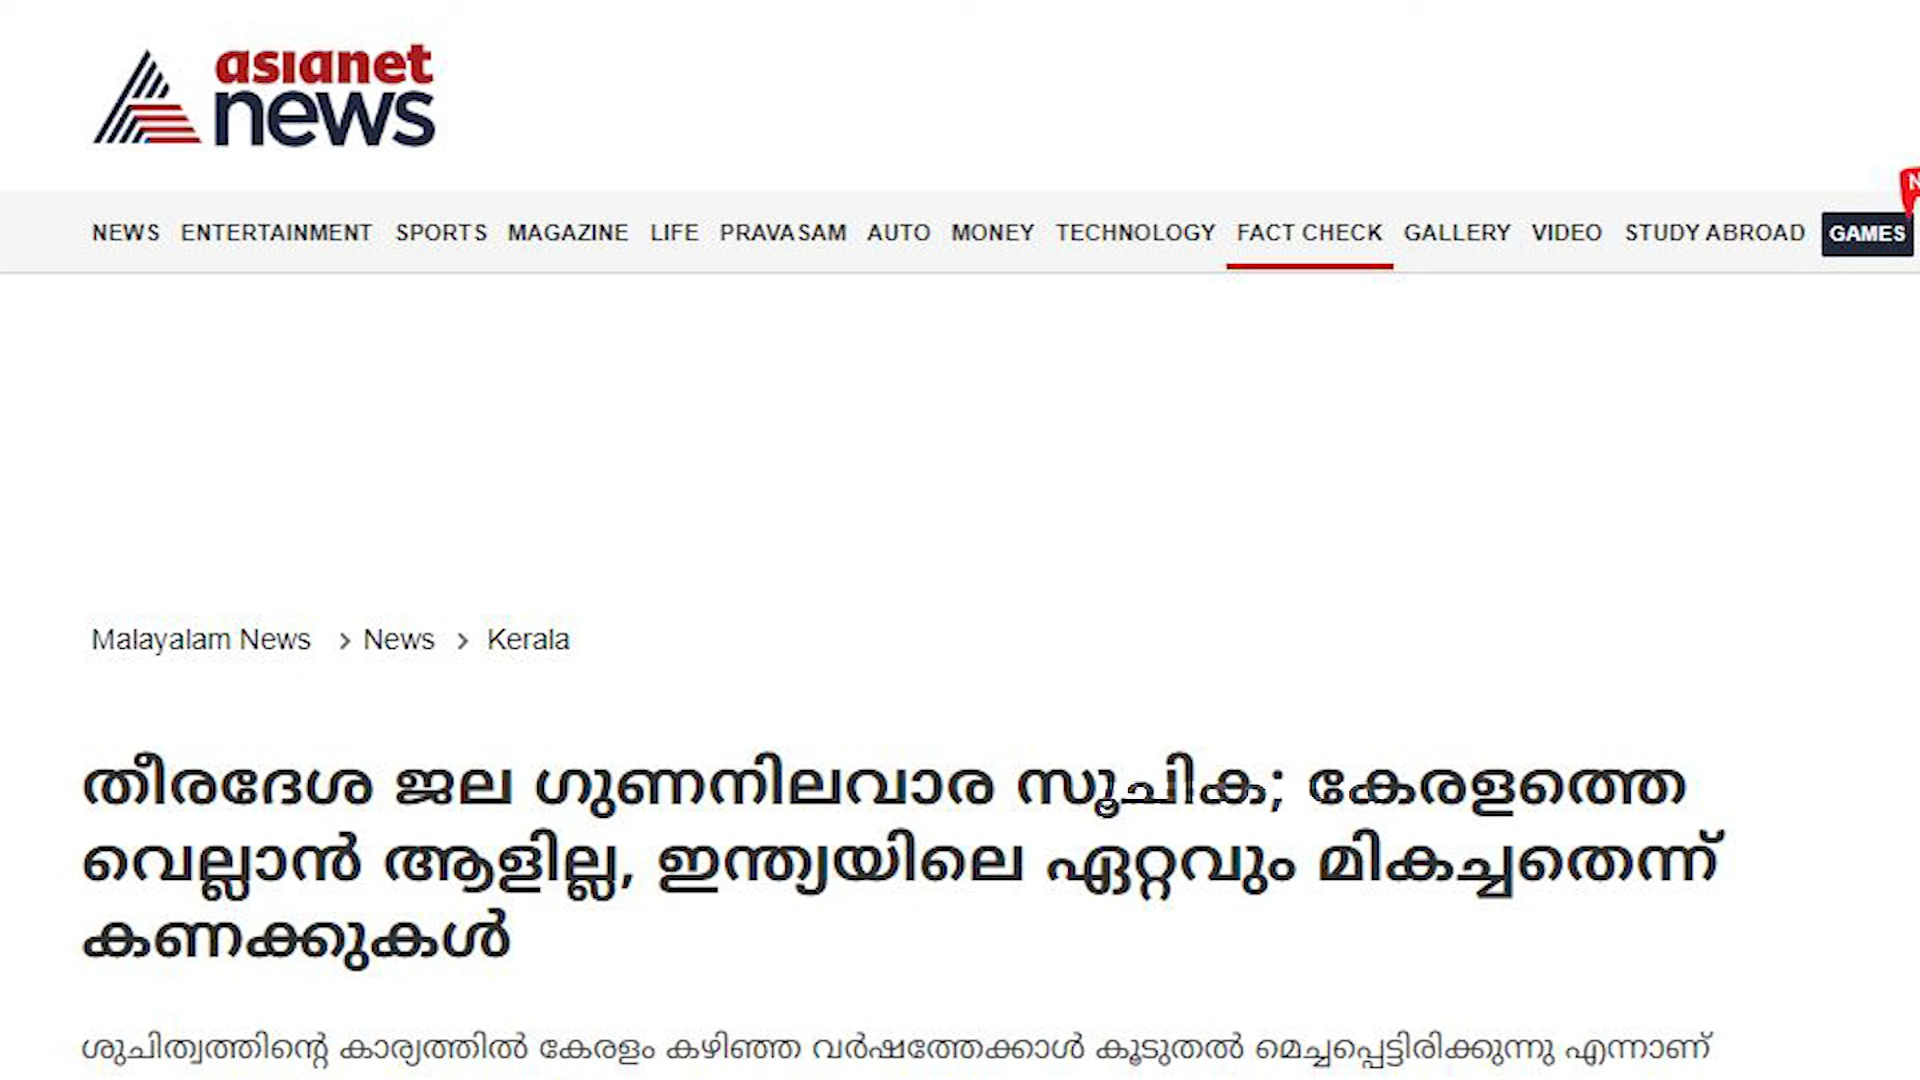 asianet
news
NEWS ENTERTAINMENT SPORTS MAGAZINE LIFE PRAVASAM AUTO MONEY TECHNOLOGY FACT CHECK GALLERY VIDEO STUDY ABROAD GAMES
Malayalam News > News > Kerala
തീരദേശ ജല ഗുണനിലവാര സൂചിക; കേരളത്തെ
വെല്ലാൻ ആളില്ല, ഇന്ത്യയിലെ ഏറ്റവും മികച്ചതെന്ന്
കണക്കുകൾ
ശുചിത്വത്തിന്റെ കാര്യത്തിൽ കേരളം കഴിഞ്ഞ വർഷത്തേക്കാൾ കൂടുതൽ മെച്ചപ്പെട്ടിരിക്കുന്നു എന്നാണ്